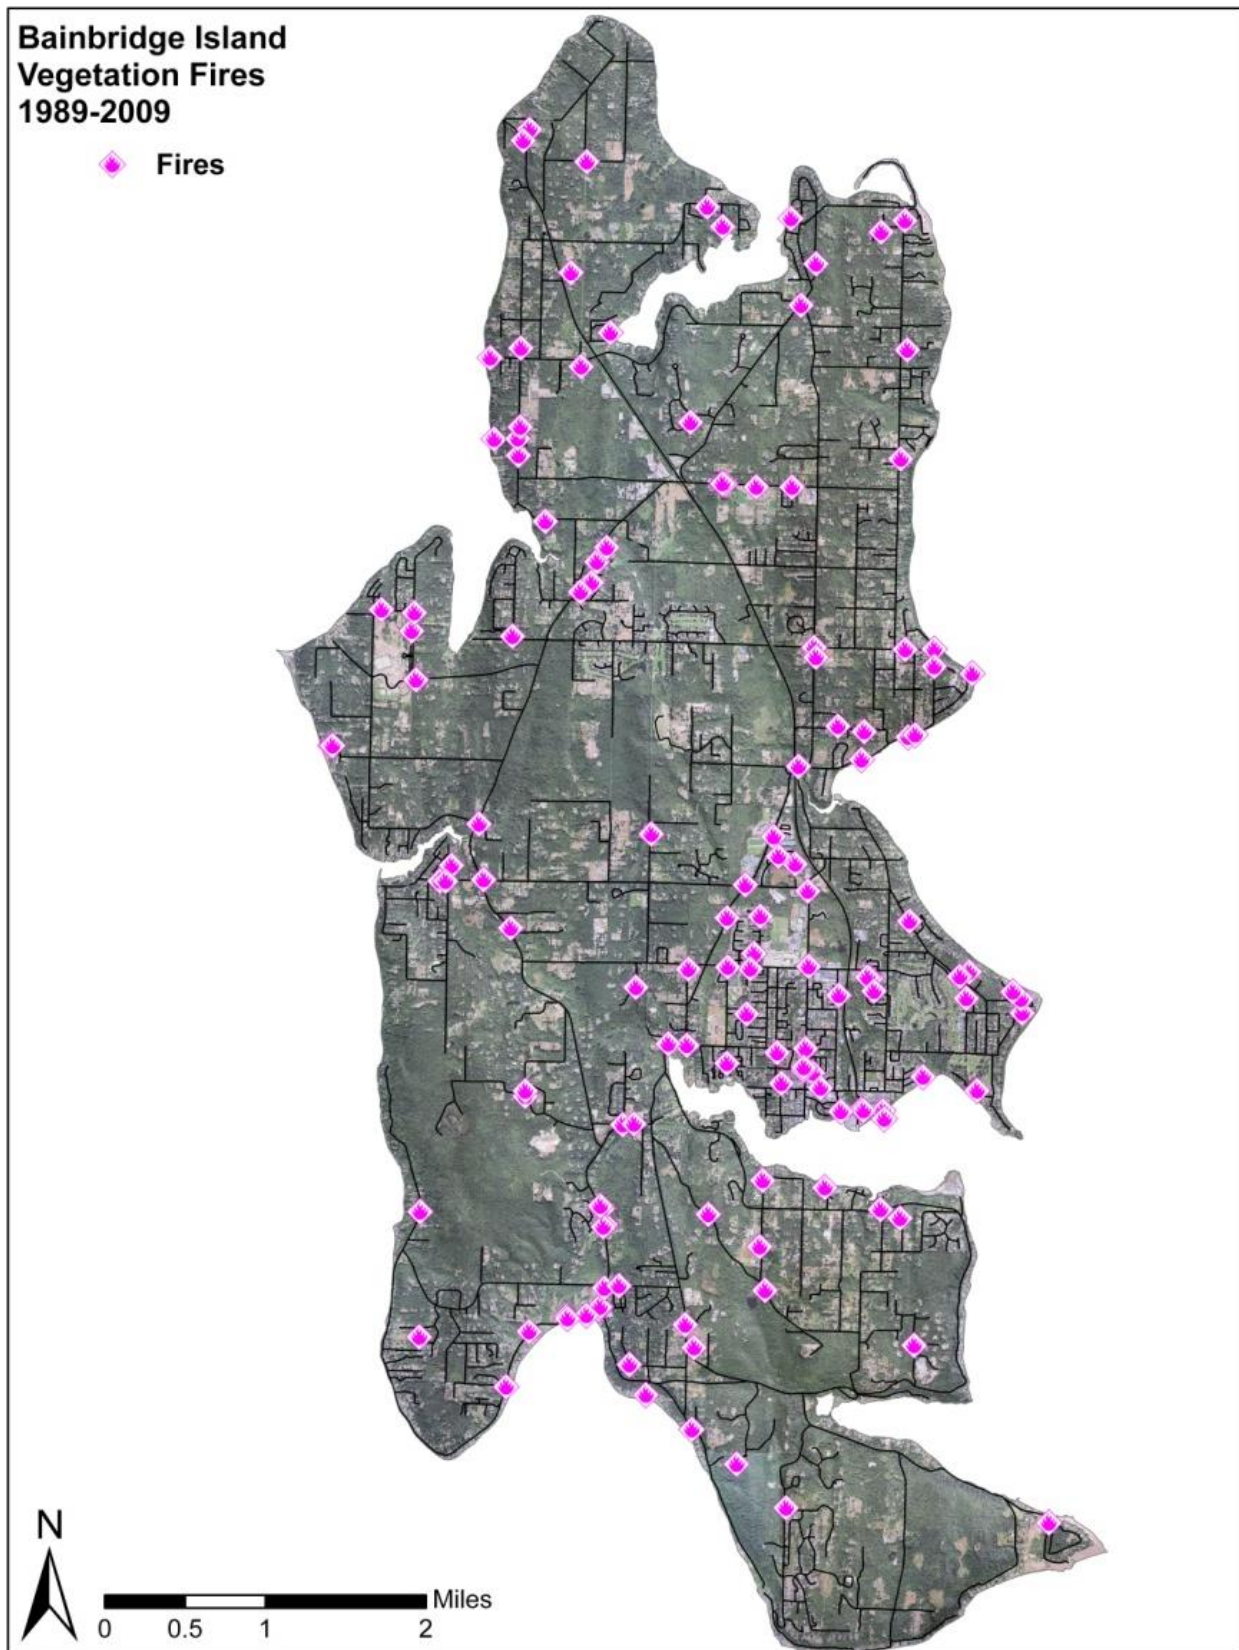 Bainbridge Island
Vegetation Fires
1989-2009
Fires
N
Miles
0 0.5 1 2